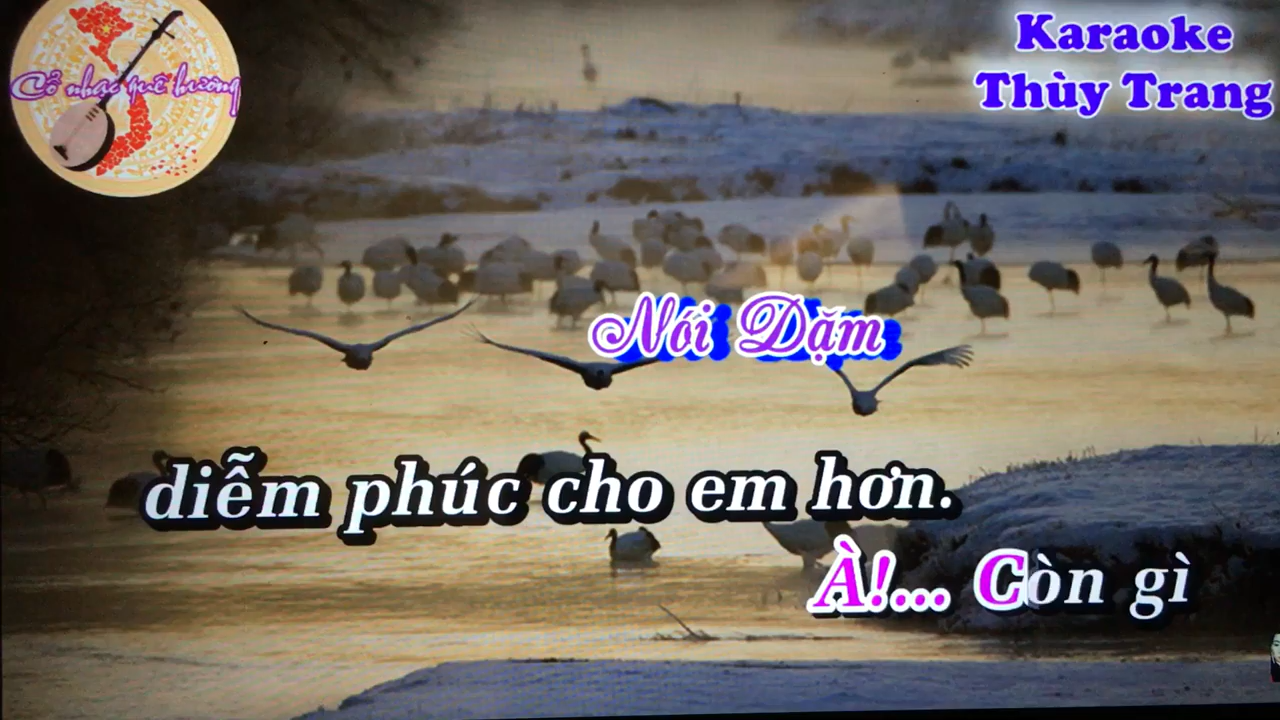 Cổ nhạc quê hương
Karaoke
Thùy Trang
Nói Dặm
diễm phúc cho em hơn.
À!... Còn gì